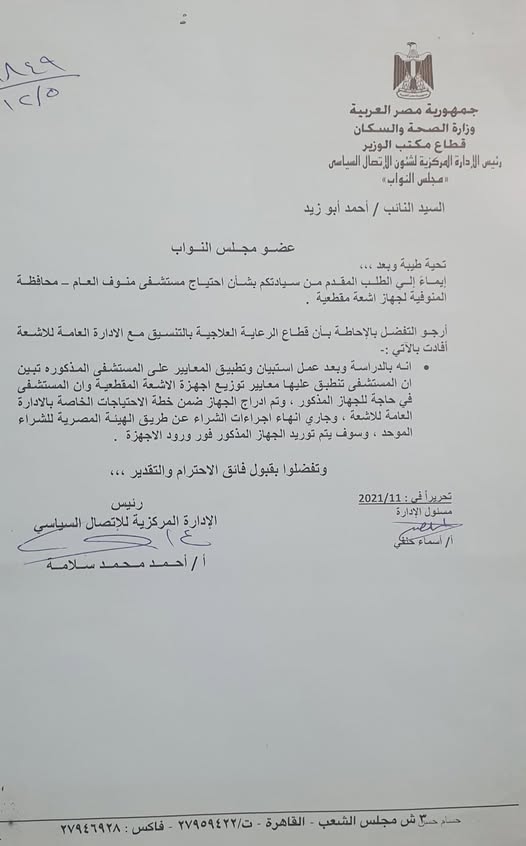 ٨٤٩
١٢/٥
جمهورية مصر العربية
وزارة الصحة والسكان
قطاع مكتب الوزير
رئيس الإدارة المركزية لشئون الإتصال السياسى
«مجلس النواب»
السيد النائب / أحمد أبو زيد
عضو مجلس النواب
تحية طيبة وبعد ،،،
إيماءً إلي الطلب المقدم من سيادتكم بشأن احتياج مستشفى منوف العام – محافظة
المنوفية لجهاز اشعة مقطعية .
أرجو التفضل بالإحاطة بأن قطاع الرعاية العلاجية بالتنسيق مع الادارة العامة للاشعة
أفادت بالآتي :-
• انه بالدراسة وبعد عمل استبيان وتطبيق المعايير على المستشفى المذكوره تبين
ان المستشفى تنطبق عليها معايير توزيع اجهزة الاشعة المقطعية وان المستشفى
في حاجة للجهاز المذكور ، وتم ادراج الجهاز ضمن خطة الاحتياجات الخاصة بالادارة
العامة للاشعة ، وجاري انهاء اجراءات الشراء عن طريق الهيئة المصرية للشراء
الموحد ، وسوف يتم توريد الجهاز المذكور فور ورود الاجهزة .
وتفضلوا بقبول فائق الاحترام والتقدير ،،،
تحريراً في : 2021/11
مسئول الإدارة
أ/ أسماء حنفي
رئيس
الإدارة المركزية للإتصال السياسي
أ / أحمد محمد سلامة
حسام حسن
٣ ش مجلس الشعب - القاهرة - ت/٢٧٩٥٩٤٢٢ - فاكس : ٢٧٩٤٦٩٢٨